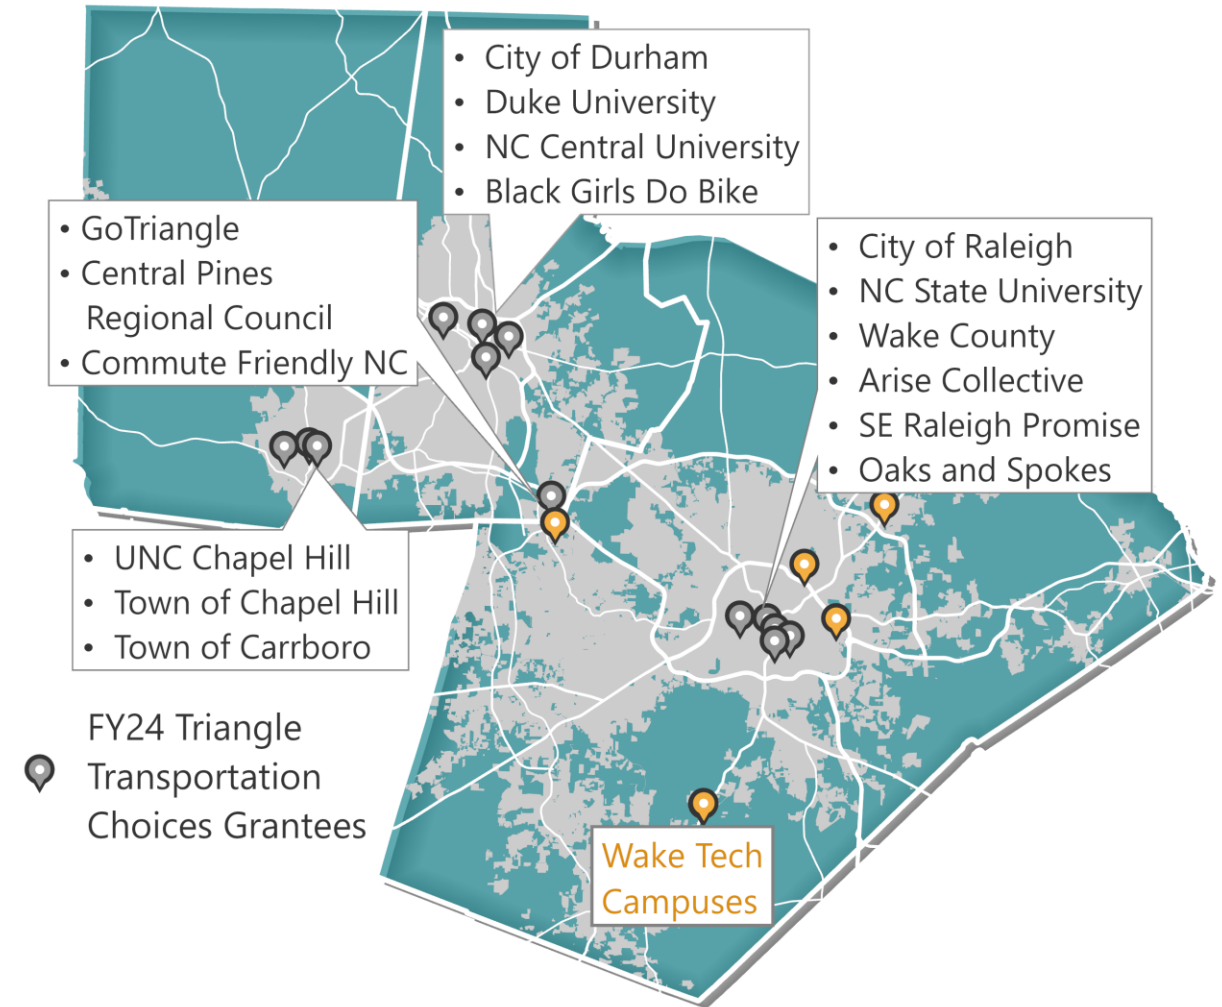 • City of Durham
• Duke University
• NC Central University
• Black Girls Do Bike
• GoTriangle
• Central Pines
Regional Council
• Commute Friendly NC
• City of Raleigh
• NC State University
• Wake County
• Arise Collective
• SE Raleigh Promise
• Oaks and Spokes
• UNC Chapel Hill
• Town of Chapel Hill
• Town of Carrboro
FY24 Triangle
Transportation
Choices Grantees
Wake Tech
Campuses